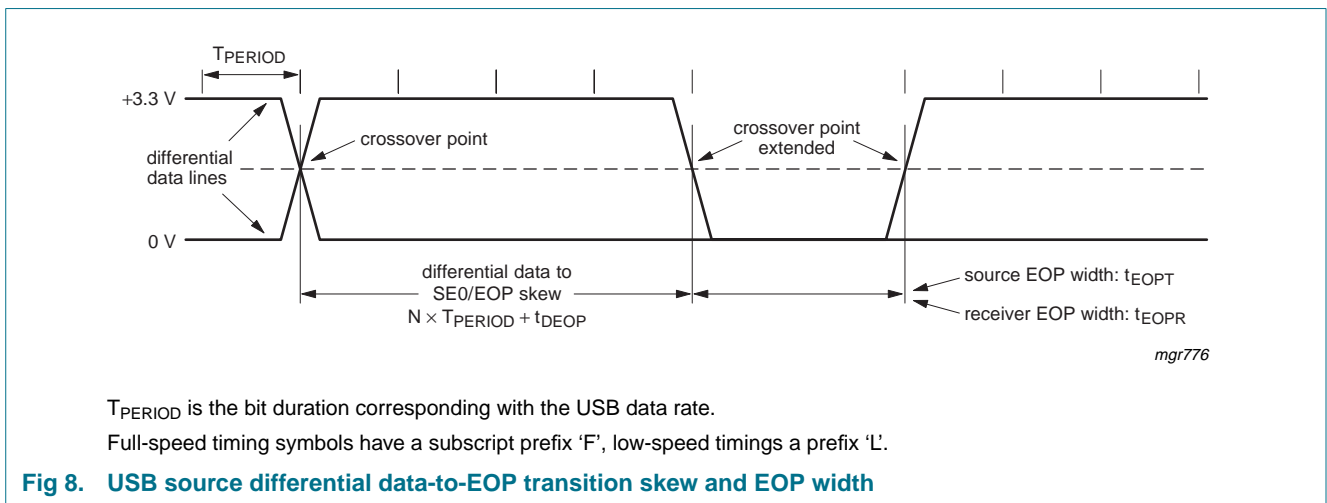 TPERIOD
+3.3 V
crossover point
crossover point
extended
differential
data lines
0 V
differential data to
SE0/EOP skew
N × TPERIOD + tDEOP
source EOP width: tEOPT
receiver EOP width: tEOPR
mgr776
TPERIOD is the bit duration corresponding with the USB data rate.
Full-speed timing symbols have a subscript prefix ‘F’, low-speed timings a prefix ‘L’.
Fig 8. USB source differential data-to-EOP transition skew and EOP width